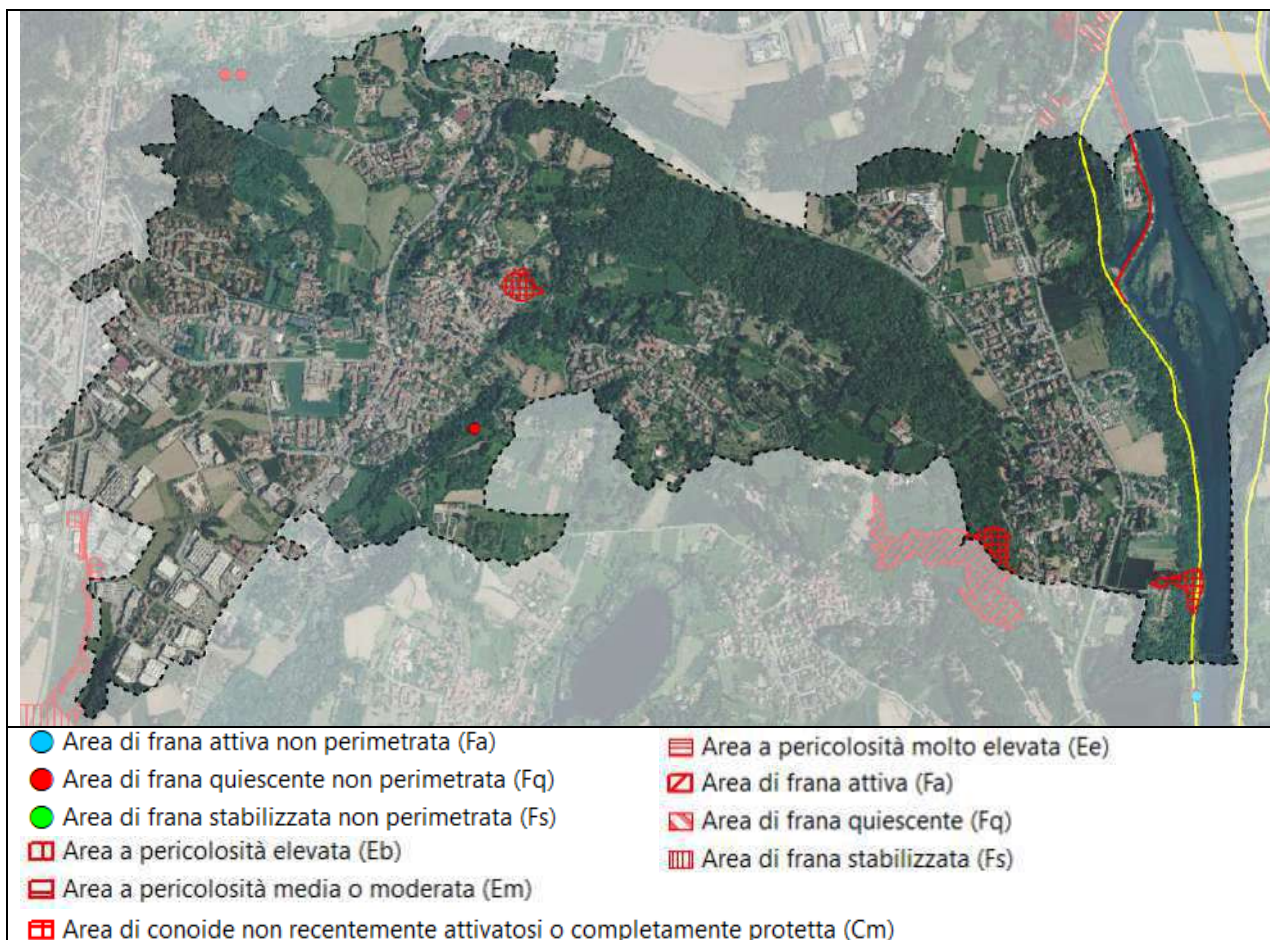 Area di frana attiva non perimetrata (Fa)
Area di frana quiescente non perimetrata (Fq)
Area di frana stabilizzata non perimetrata (Fs)
Area a pericolosità elevata (Eb)
Area a pericolosità media o moderata (Em)
Area di conoide non recentemente attivatosi o completamente protetta (Cm)
Area a pericolosità molto elevata (Ee)
Area di frana attiva (Fa)
Area di frana quiescente (Fq)
Area di frana stabilizzata (Fs)